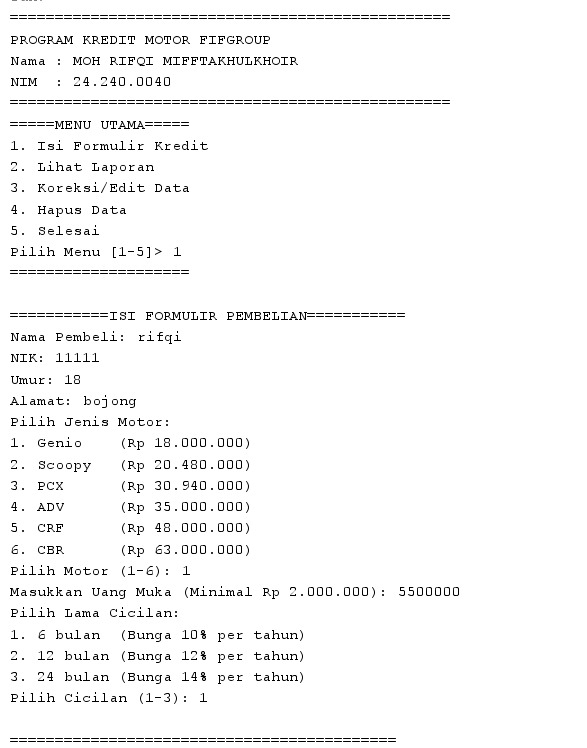 =================================================
PROGRAM KREDIT MOTOR FIFGROUP
Nama : MOH RIFQI MIFFTAKHULKHOIR
NIM  : 24.240.0040
=================================================
=====MENU UTAMA=====
1. Isi Formulir Kredit
2. Lihat Laporan
3. Koreksi/Edit Data
4. Hapus Data
5. Selesai
Pilih Menu [1-5]> 1
====================
===========ISI FORMULIR PEMBELIAN===========
Nama Pembeli: rifqi
NIK: 11111
Umur: 18
Alamat: bojong
Pilih Jenis Motor:
1. Genio    (Rp 18.000.000)
2. Scoopy   (Rp 20.480.000)
3. PCX      (Rp 30.940.000)
4. ADV      (Rp 35.000.000)
5. CRF      (Rp 48.000.000)
6. CBR      (Rp 63.000.000)
Pilih Motor (1-6): 1
Masukkan Uang Muka (Minimal Rp 2.000.000): 5500000
Pilih Lama Cicilan:
1. 6 bulan  (Bunga 10% per tahun)
2. 12 bulan (Bunga 12% per tahun)
3. 24 bulan (Bunga 14% per tahun)
Pilih Cicilan (1-3): 1
===========================================